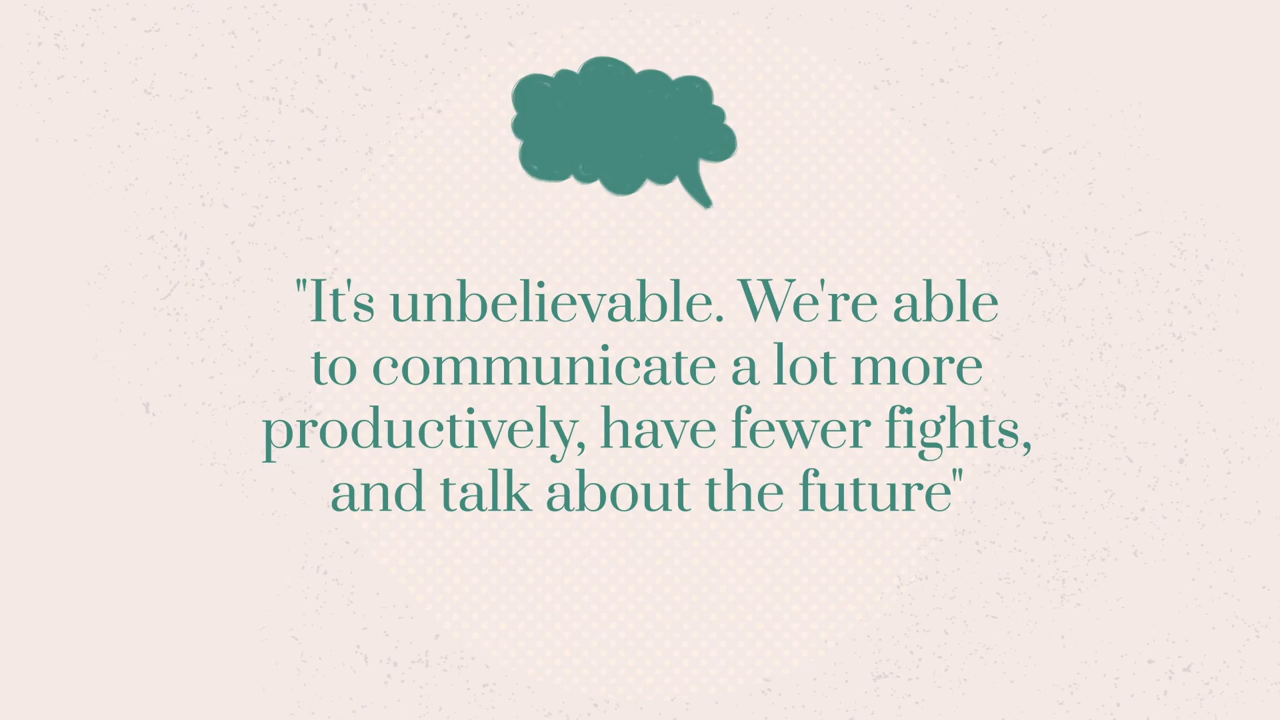 "It's unbelievable. We're able
to communicate a lot more
productively, have fewer fights,
and talk about the future"